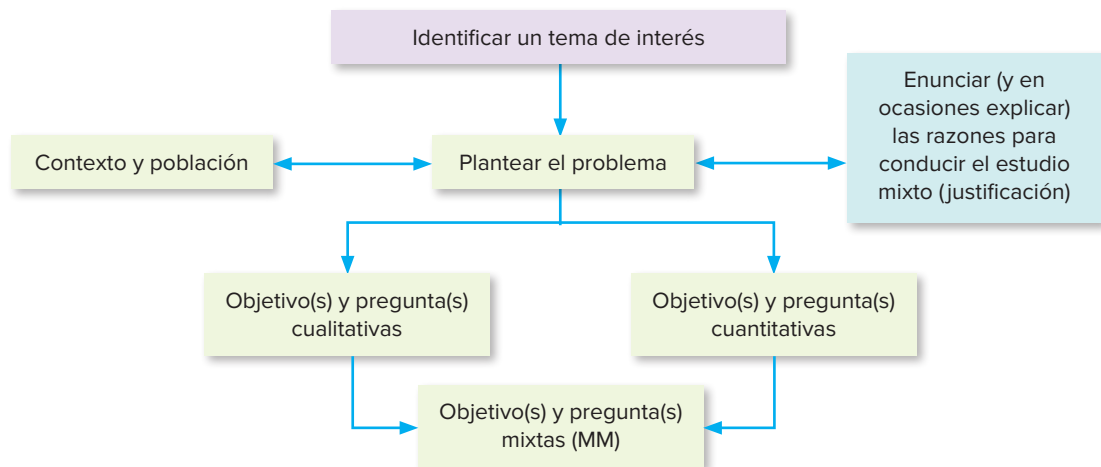 Identificar un tema de interés
Enunciar (y en
ocasiones explicar)
las razones para
conducir el estudio
mixto (justificación)
Contexto y población
Plantear el problema
Objetivo(s) y pregunta(s)
cualitativas
Objetivo(s) y pregunta(s)
cuantitativas
Objetivo(s) y pregunta(s)
mixtas (MM)